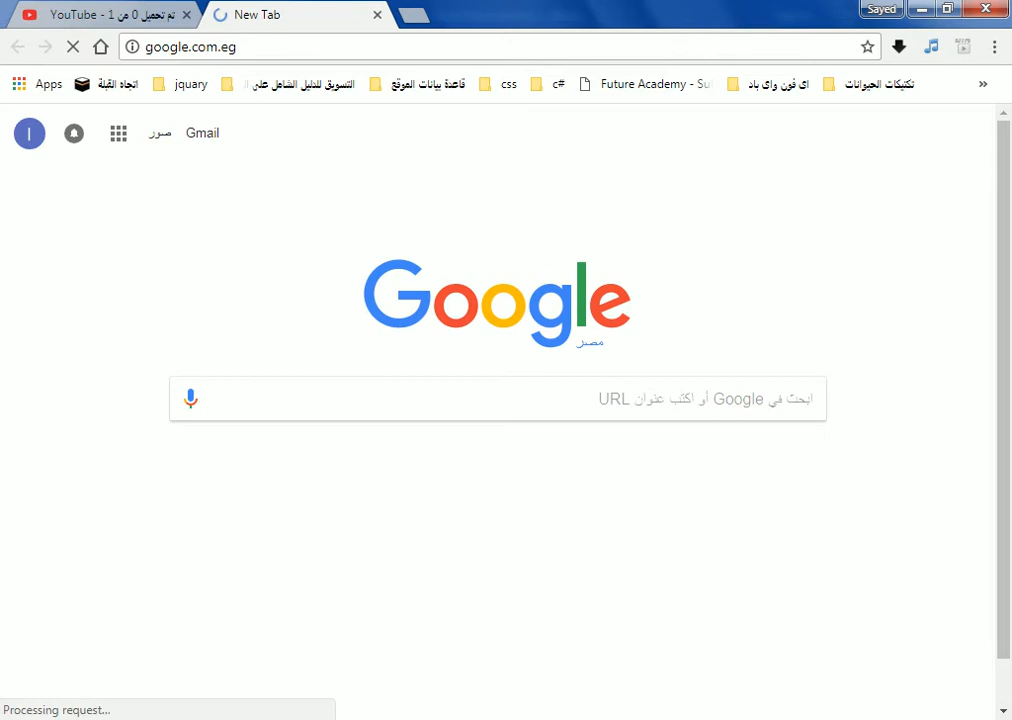 YouTube - 1 تم تحميل 0 من
New Tab
Sayed
google.com.eg
Apps
اتجاه القبلة
jquary
التسويق للدليل الشامل على ال
قاعدة بيانات الموقع
css
c#
Future Academy - Su
اى فون واى باد
تكنيكات الحيوانات
»
I
صور
Gmail
Google
مصر
ابحث في Google أو اكتب عنوان URL
Processing request...